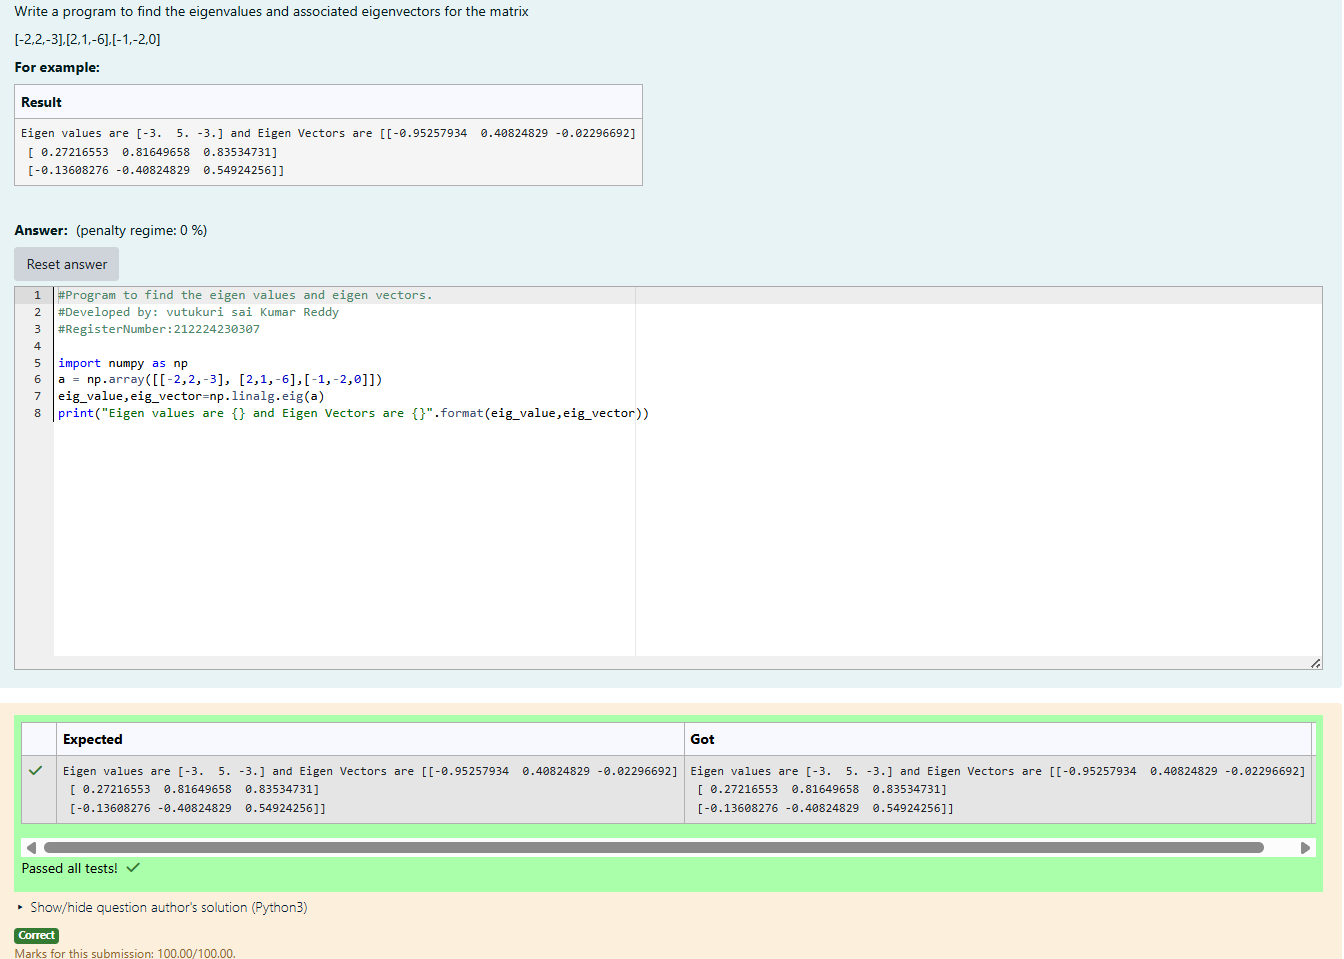 Write a program to find the eigenvalues and associated eigenvectors for the matrix
[-2,2,-3],[2,1,-6],[-1,-2,0]
For example:
Result
Eigen values are [-3.  5. -3.] and Eigen Vectors are [[-0.95257934  0.40824829 -0.02296692]
 [ 0.27216553  0.81649658  0.83534731]
 [-0.13608276 -0.40824829  0.54924256]]
Answer: (penalty regime: 0 %)
Reset answer
1 #Program to find the eigen values and eigen vectors.
2 #Developed by: vutukuri sai Kumar Reddy
3 #RegisterNumber:212224230307
4
5 import numpy as np
6 a = np.array([[-2,2,-3], [2,1,-6],[-1,-2,0]])
7 eig_value,eig_vector=np.linalg.eig(a)
8 print("Eigen values are {} and Eigen Vectors are {}".format(eig_value,eig_vector))
Expected Got
Eigen values are [-3.  5. -3.] and Eigen Vectors are [[-0.95257934  0.40824829 -0.02296692] Eigen values are [-3.  5. -3.] and Eigen Vectors are [[-0.95257934  0.40824829 -0.02296692]
 [ 0.27216553  0.81649658  0.83534731]  [ 0.27216553  0.81649658  0.83534731]
 [-0.13608276 -0.40824829  0.54924256]]  [-0.13608276 -0.40824829  0.54924256]]
Passed all tests!
Show/hide question author's solution (Python3)
Correct
Marks for this submission: 100.00/100.00.